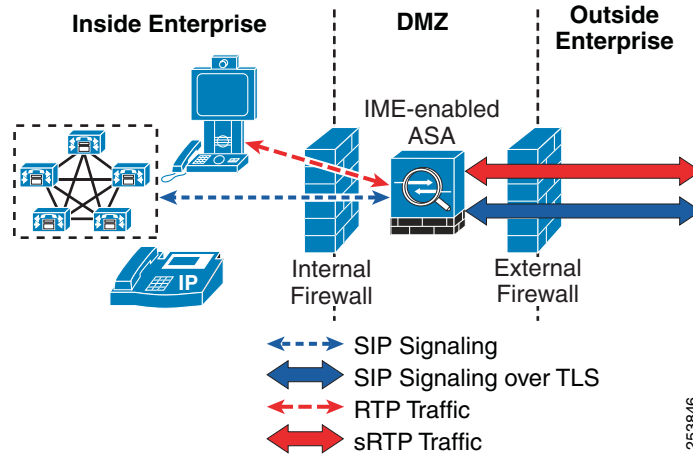 Inside Enterprise
DMZ
Outside
Enterprise
IME-enabled
ASA
IP
Internal
Firewall
External
Firewall
SIP Signaling
SIP Signaling over TLS
RTP Traffic
sRTP Traffic
253846